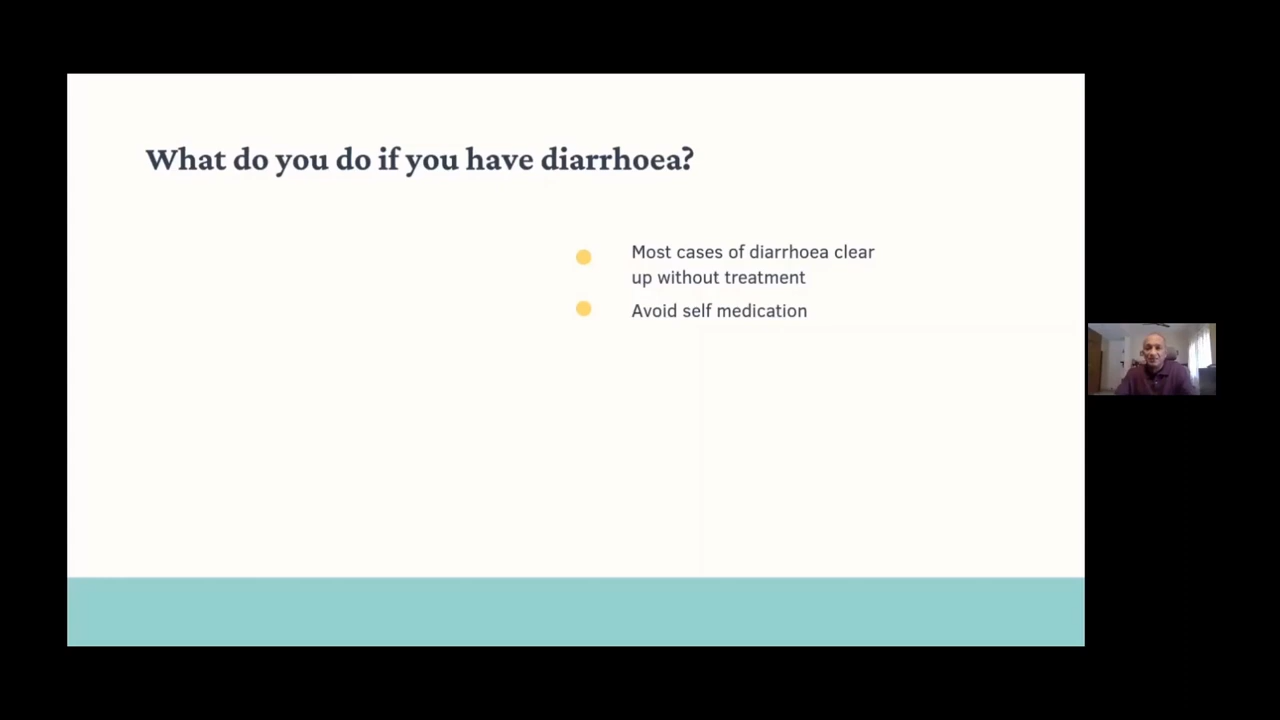 What do you do if you have diarrhoea?
Most cases of diarrhoea clear
up without treatment
Avoid self medication